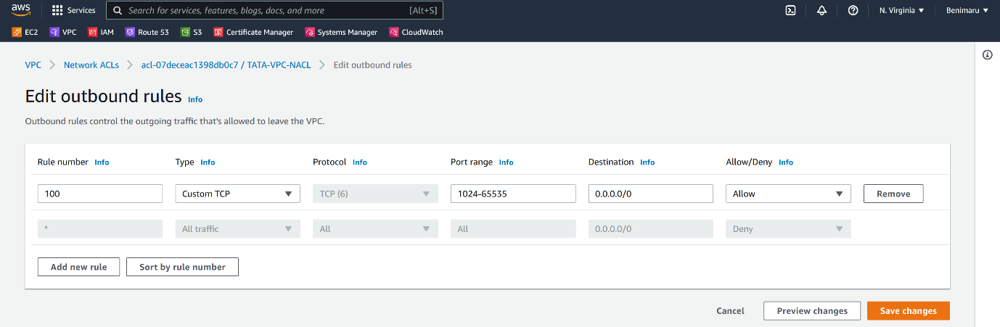 aws Services Search for services, features, blogs, docs, and more [Alt+S] N. Virginia Benimaru
EC2 VPC IAM Route 53 S3 Certificate Manager Systems Manager CloudWatch
VPC Network ACLs acl-07deceac1398db0c7 / TATA-VPC-NACL Edit outbound rules
Edit outbound rules Info
Outbound rules control the outgoing traffic that's allowed to leave the VPC.
Rule number Info Type Info Protocol Info Port range Info Destination Info Allow/Deny Info
100 Custom TCP TCP (6) 1024-65535 0.0.0.0/0 Allow Remove
* All traffic All All 0.0.0.0/0 Deny
Add new rule Sort by rule number
Cancel Preview changes Save changes